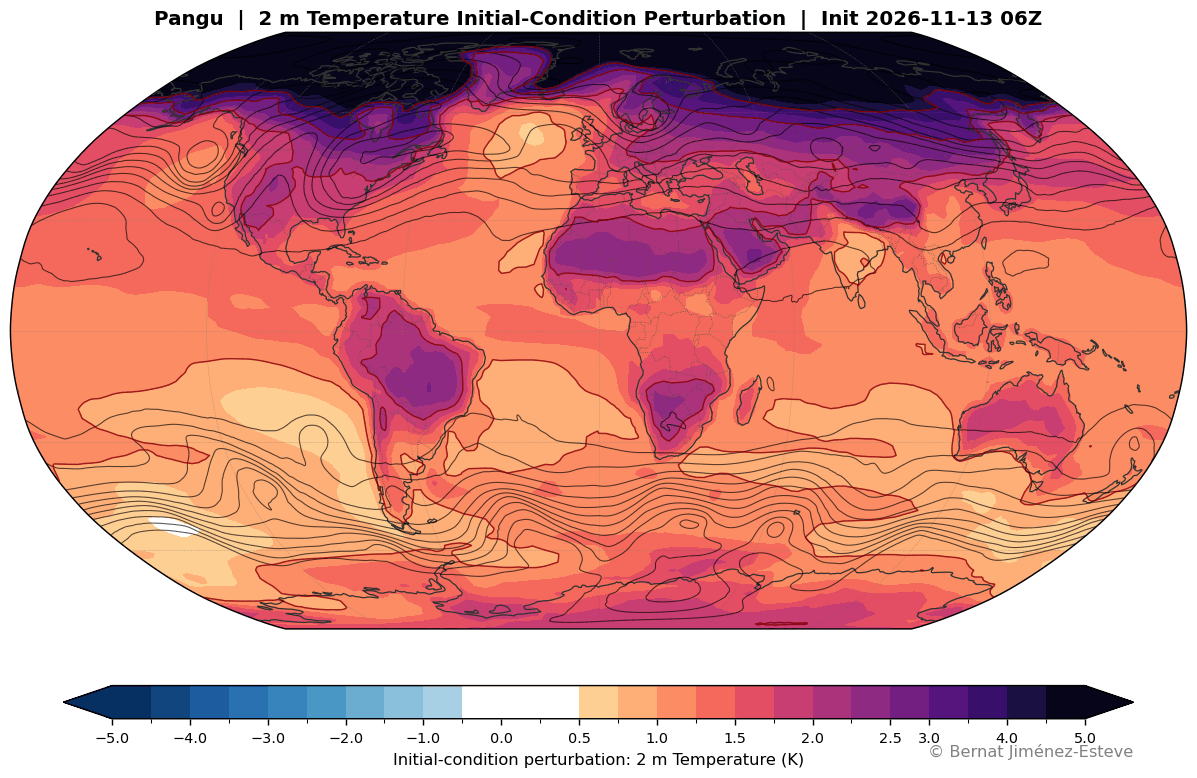 Pangu | 2 m Temperature Initial-Condition Perturbation | Init 2026-11-13 06Z
−5.0 −4.0 −3.0 −2.0 −1.0 0.0 0.5 1.0 1.5 2.0 2.5 3.0 4.0 5.0
© Bernat Jiménez-Esteve
Initial-condition perturbation: 2 m Temperature (K)